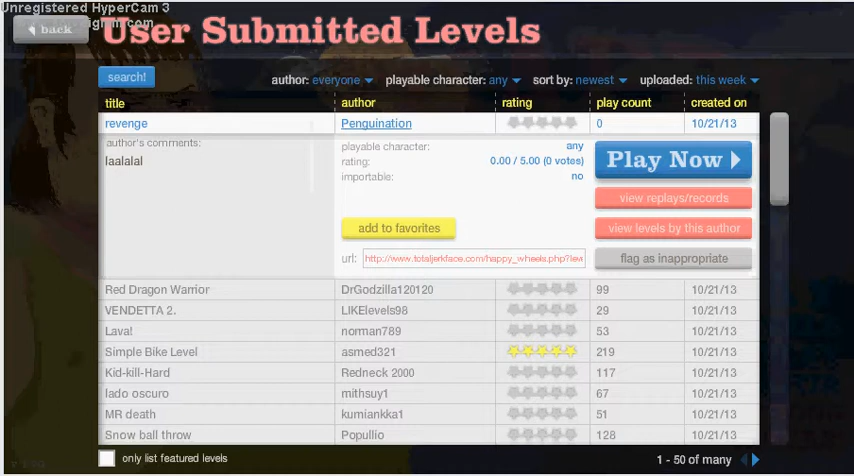 Unregistered HyperCam 3
back
User Submitted Levels
search!
author: everyone playable character: any sort by: newest uploaded: this week
title author rating play count created on
revenge Penguination 0 10/21/13
author's comments:
laalalal
playable character: any
rating: 0.00 / 5.00 (0 votes)
importable: no
Play Now
view replays/records
add to favorites
view levels by this author
url: http://www.totaljerkface.com/happy_wheels.php?lev
flag as inappropriate
Red Dragon Warrior DrGodzilla120120 99 10/21/13
VENDETTA 2. LIKElevels98 29 10/21/13
Lava! norman789 53 10/21/13
Simple Bike Level asmed321 219 10/21/13
Kid-kill-Hard Redneck 2000 117 10/21/13
lado oscuro mithsuy1 67 10/21/13
MR death kumiankka1 51 10/21/13
Snow ball throw Popullio 128 10/21/13
only list featured levels
1 - 50 of many